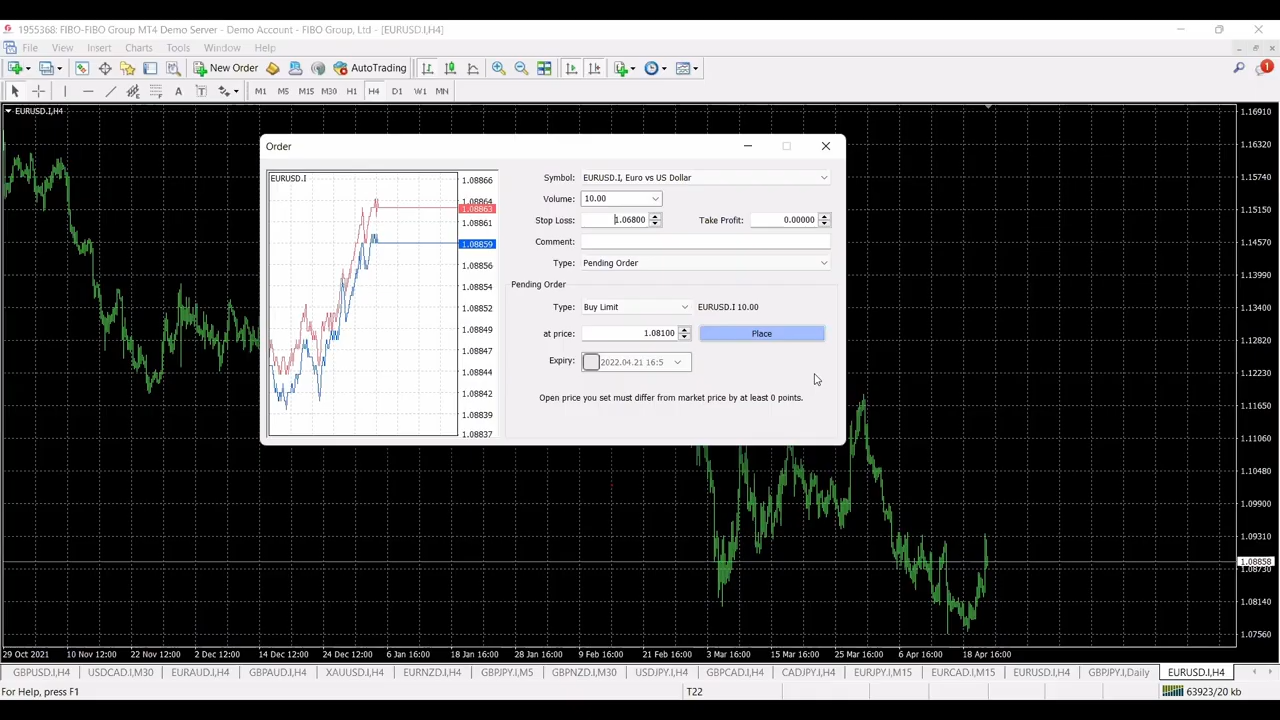 1955368: FIBO-FIBO Group MT4 Demo Server - Demo Account - FIBO Group, Ltd - [EURUSD.I,H4]
File View Insert Charts Tools Window Help
New Order AutoTrading 1
A T M1 M5 M15 M30 H1 H4 D1 W1 MN
EURUSD.I,H4
Order
EURUSD.I
1.08866
1.08864
1.08863
1.08861
1.08859
1.08856
1.08854
1.08852
1.08849
1.08847
1.08844
1.08842
1.08839
1.08837
Symbol: EURUSD.I, Euro vs US Dollar
Volume: 10.00
Stop Loss: 1.06800 Take Profit: 0.00000
Comment:
Type: Pending Order
Pending Order
Type: Buy Limit EURUSD.I 10.00
at price: 1.08100 Place
Expiry: 2022.04.21 16:5
Open price you set must differ from market price by at least 0 points.
1.16910
1.16320
1.15740
1.15150
1.14570
1.13990
1.13400
1.12820
1.12230
1.11650
1.11060
1.10480
1.09900
1.09310
1.08858
1.08730
1.08140
1.07560
29 Oct 2021 10 Nov 12:00 22 Nov 12:00 2 Dec 12:00 14 Dec 12:00 24 Dec 12:00 6 Jan 16:00 18 Jan 16:00 28 Jan 16:00 9 Feb 16:00 21 Feb 16:00 3 Mar 16:00 15 Mar 16:00 25 Mar 16:00 6 Apr 16:00 18 Apr 16:00
GBPUSD.I,H4 USDCAD.I,M30 EURAUD.I,H4 GBPAUD.I,H4 XAUUSD.I,H4 EURNZD.I,H4 GBPJPY.I,M5 GBPNZD.I,M30 USDJPY.I,H4 GBPCAD.I,H4 CADJPY.I,H4 EURJPY.I,M15 EURCAD.I,M15 EURUSD.I,H4 GBPJPY.I,Daily EURUSD.I,H4
For Help, press F1 T22 63923/20 kb